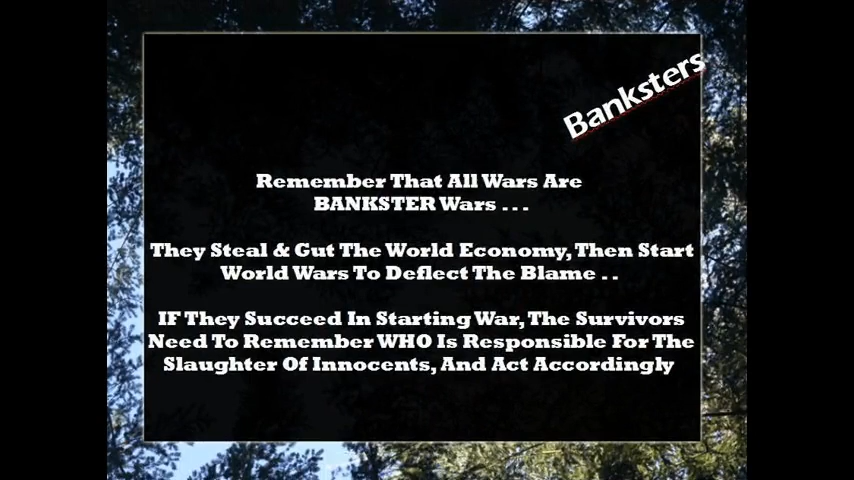 Banksters
Remember That All Wars Are
BANKSTER Wars . . .
They Steal & Gut The World Economy, Then Start
World Wars To Deflect The Blame . .
IF They Succeed In Starting War, The Survivors
Need To Remember WHO Is Responsible For The
Slaughter Of Innocents, And Act Accordingly